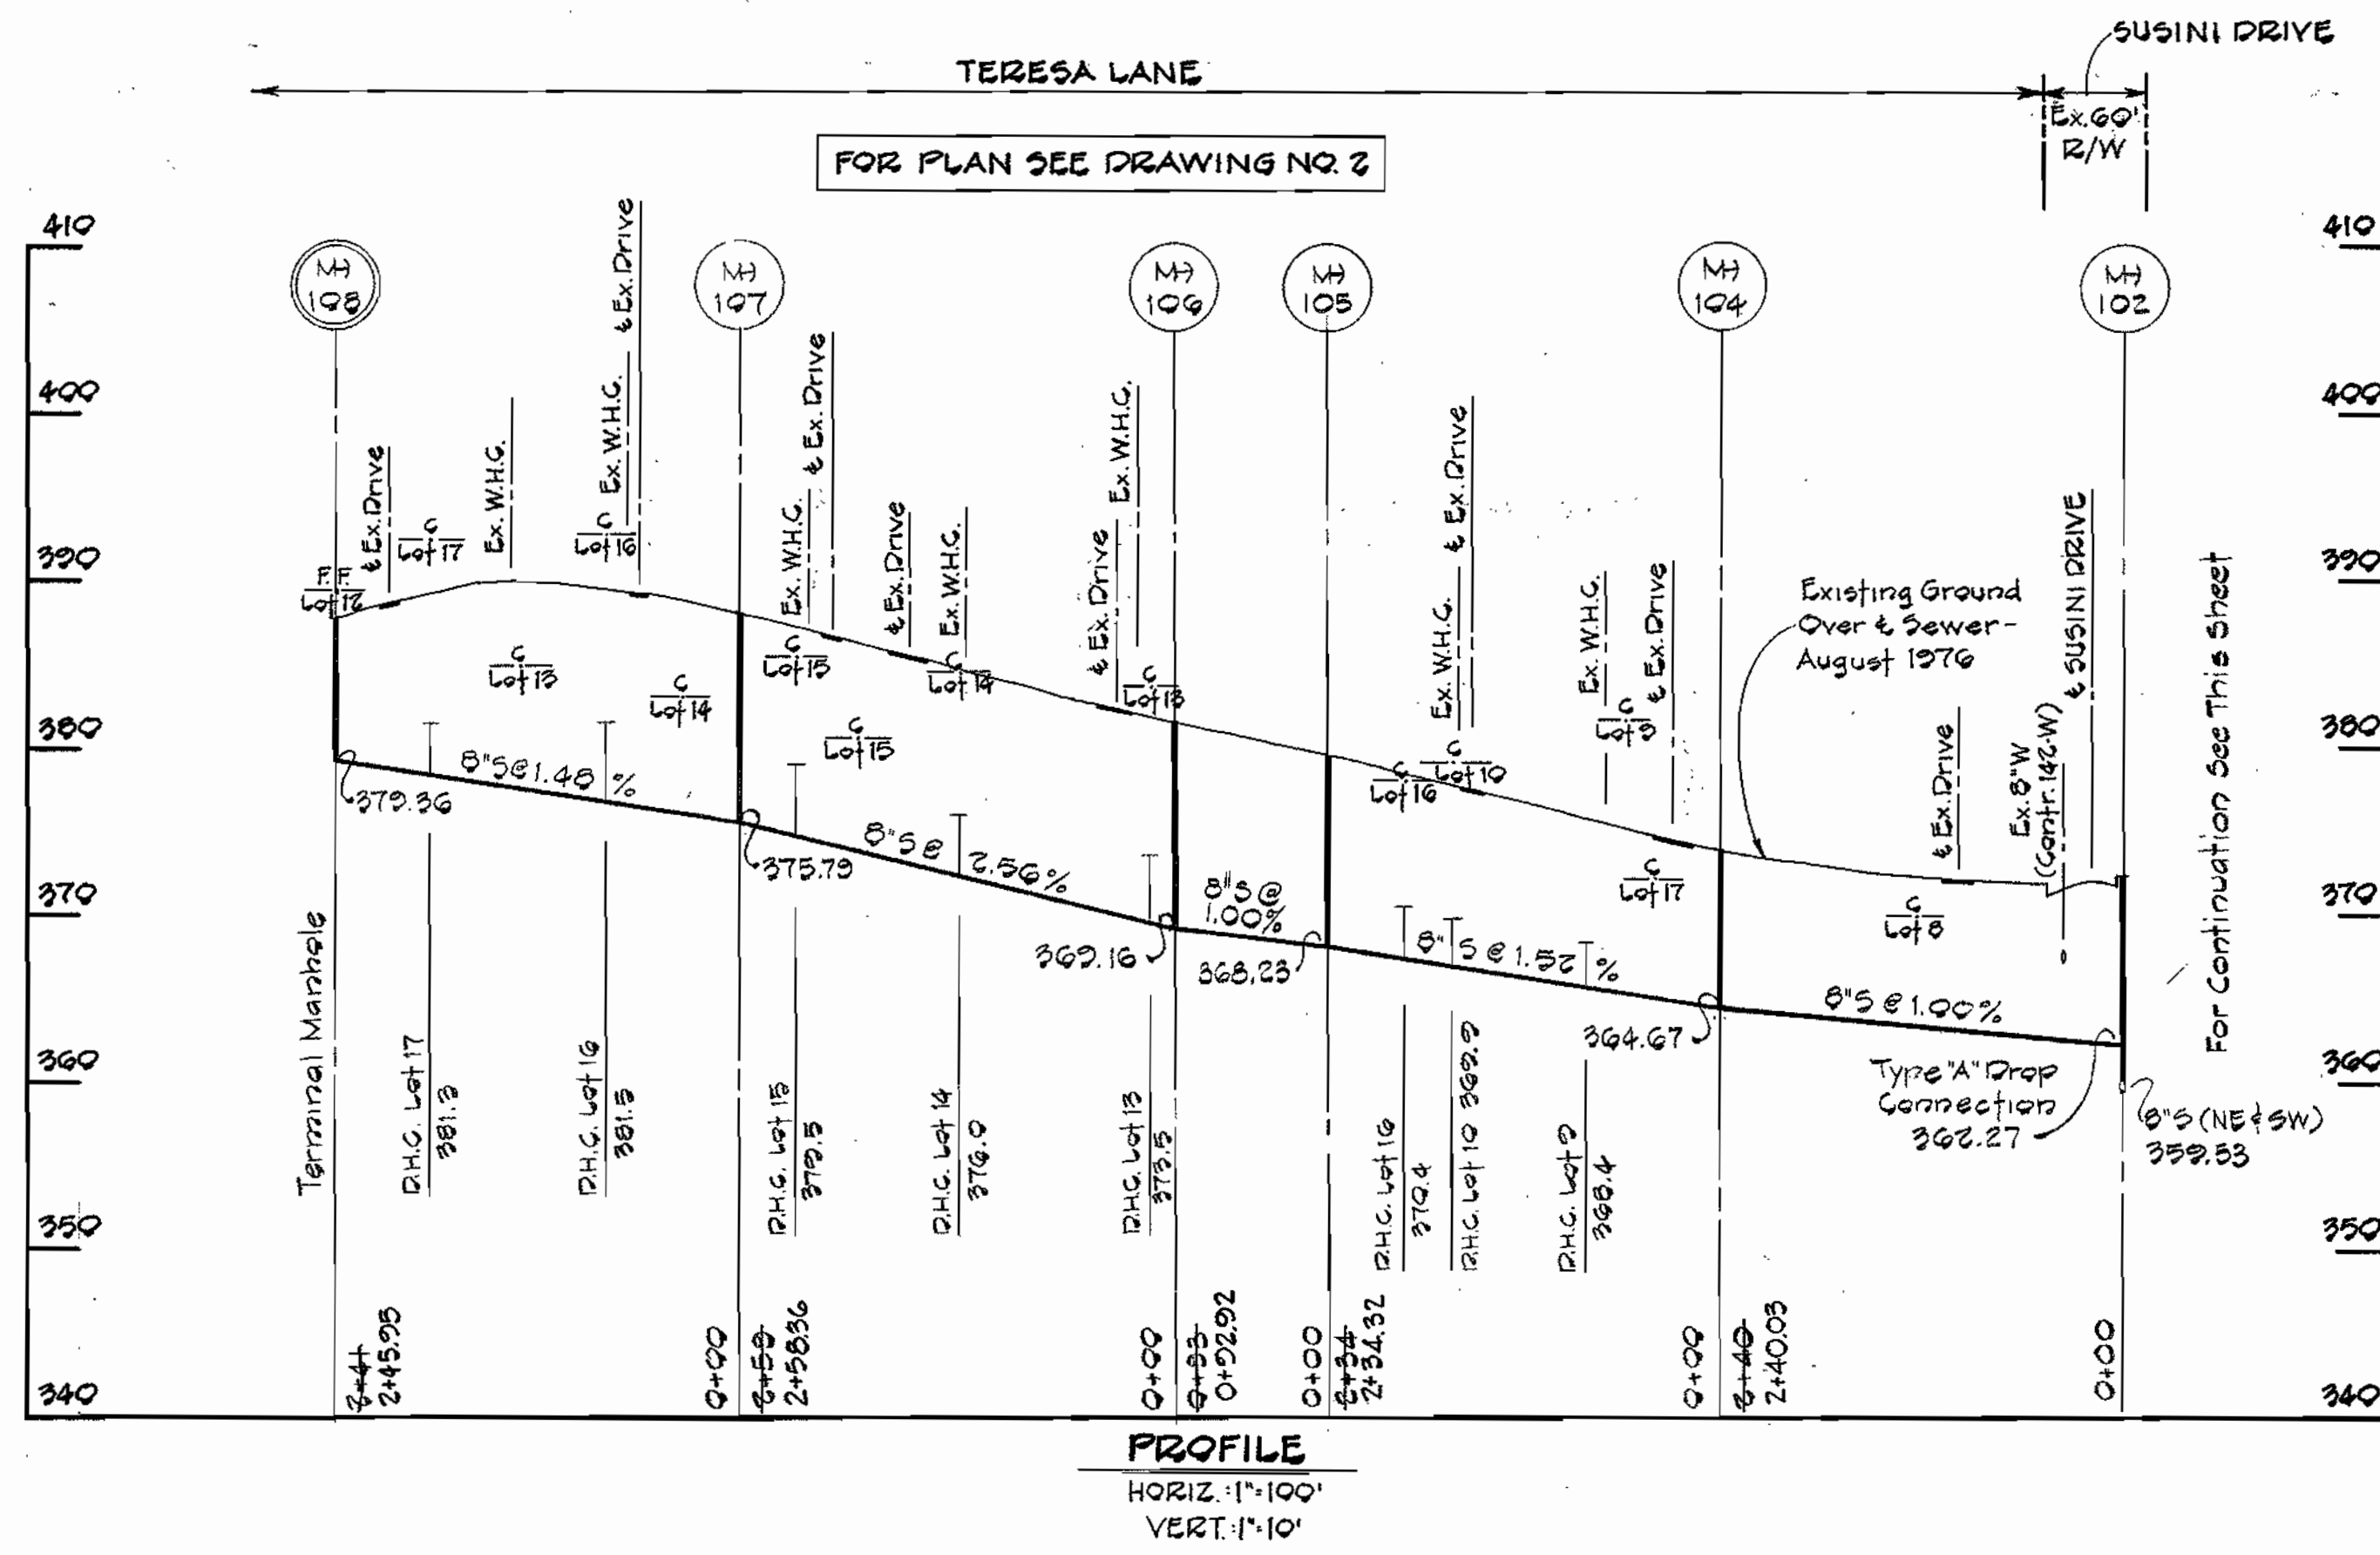 SUSINI DRIVE
TERESA LANE
Ex. 60'
R/W
FOR PLAN SEE DRAWING NO. 2
410
410
400
400
390
390
380
380
370
370
360
360
350
350
340
340
MH
108
MH
107
MH
106
MH
105
MH
104
MH
102
F.F.
Lot 12
℄ Ex. Drive
C
Lot 17
Ex. W.H.C.
C
Lot 16
Ex. W.H.C.
℄ Ex. Drive
C
Lot 13
C
Lot 14
Ex. W.H.C.
℄ Ex. Drive
C
Lot 15
C
Lot 15
℄ Ex. Drive
Ex. W.H.C.
C
Lot 14
℄ Ex. Drive
Ex. W.H.C.
C
Lot 13
C
Lot 16
Ex. W.H.C.
℄ Ex. Drive
C
Lot 10
Ex. W.H.C.
C
Lot 9
℄ Ex. Drive
C
Lot 17
Existing Ground
Over ℄ Sewer-
August 1976
℄ Ex. Drive
C
Lot 8
Ex. 8"W
(Contr. 142-W)
℄ SUSINI DRIVE
For Continuation See This Sheet
8"S@1.48 %
379.36
375.79
8"S @ 2.56%
369.16
8"S @
1.00%
368.23
8"S @ 1.52 %
364.67
8"S @ 1.00%
Type "A" Drop
Connection
362.27
8"S (NE & SW)
359.53
Terminal Manhole
D.H.C. Lot 17
381.3
D.H.C. Lot 16
381.5
D.H.C. Lot 15
379.5
D.H.C. Lot 14
376.0
D.H.C. Lot 13
373.5
D.H.C. Lot 16
370.4
D.H.C. Lot 10 369.9
D.H.C. Lot 9
368.4
2+45.95
0+00
2+59
2+58.36
0+00
0+93
0+92.92
0+00
2+34
2+34.32
0+00
2+40
2+40.03
0+00
PROFILE
HORIZ.:1"=100'
VERT.:1"=10'